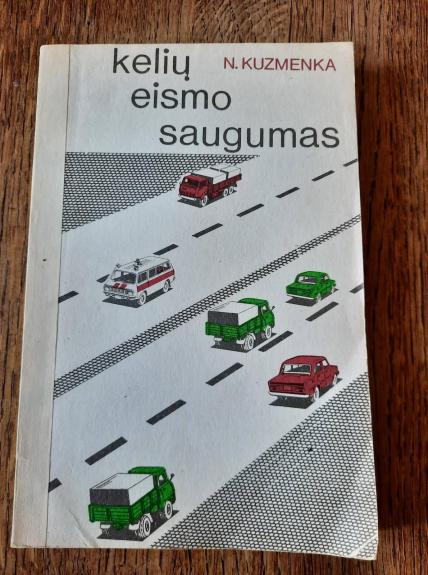 kelių N. KUZMENKA
eismo
saugumas